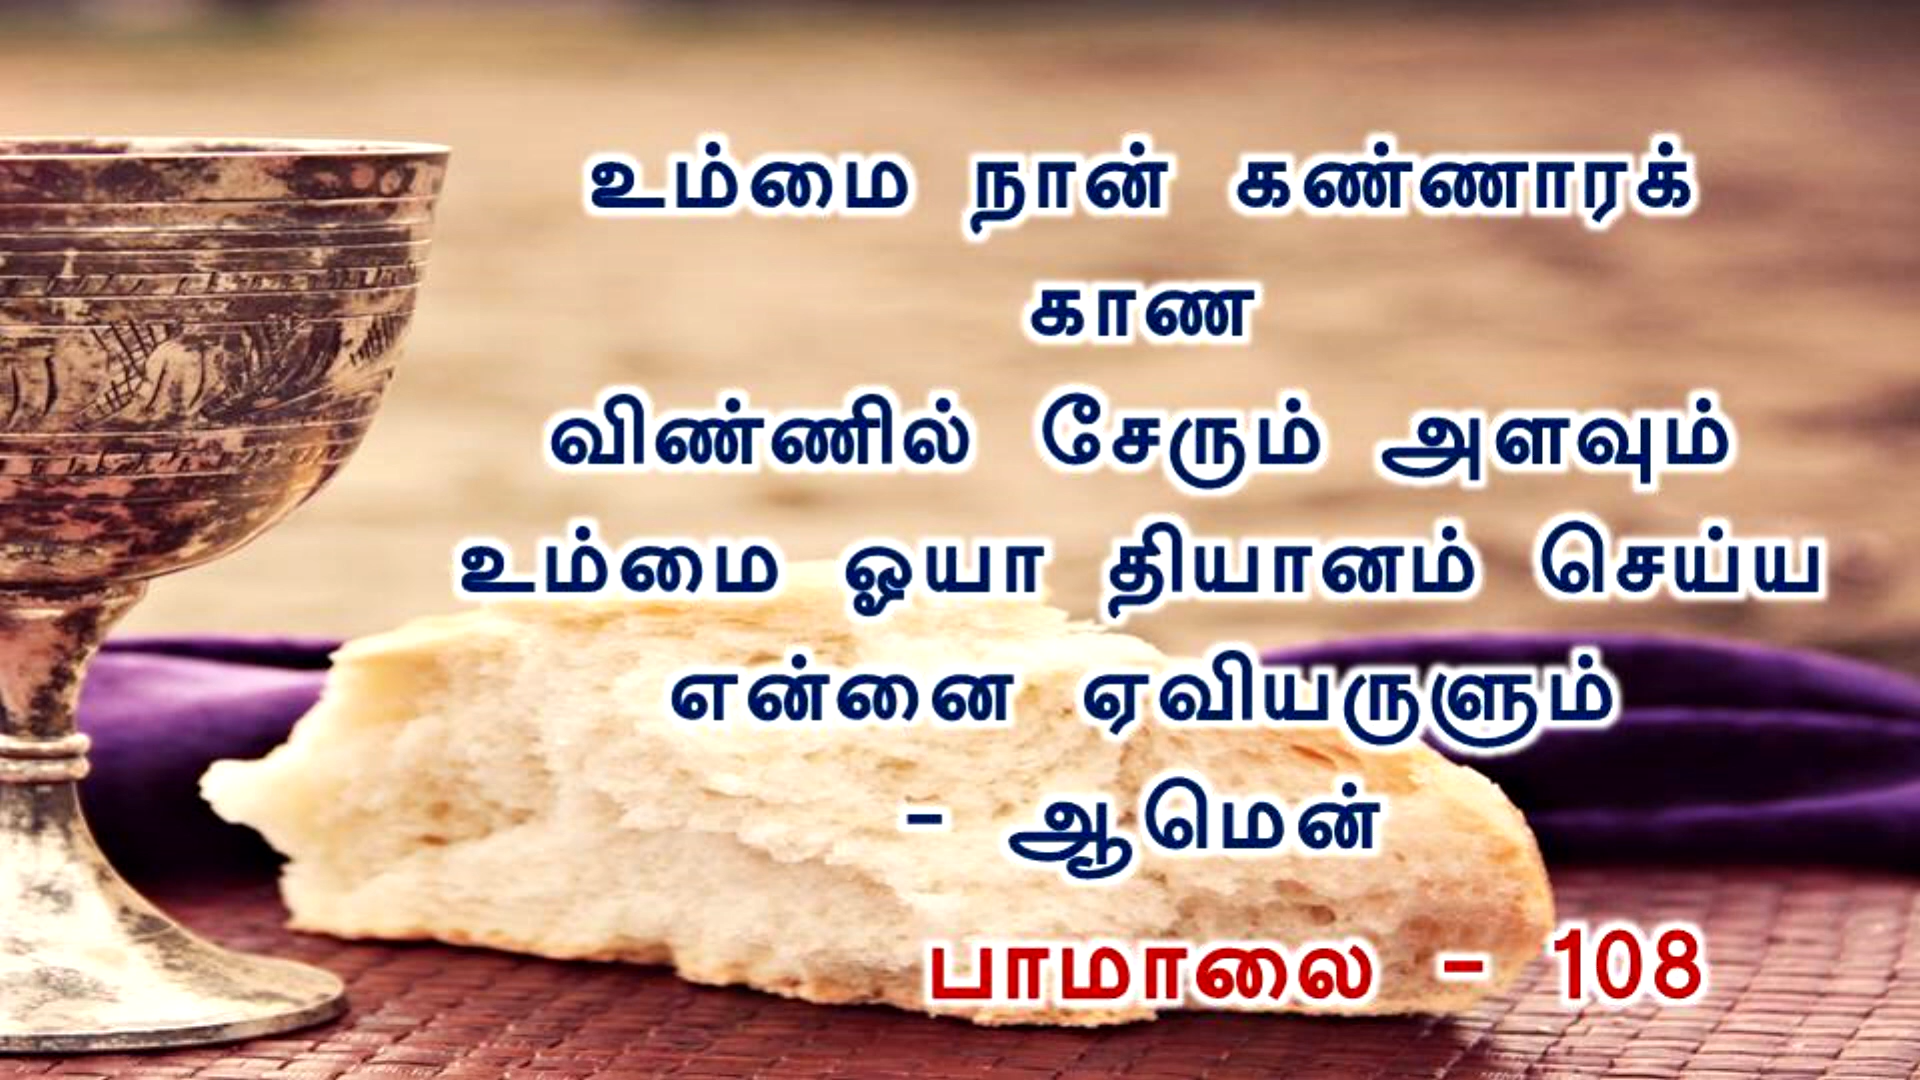 உம்மை நான் கண்ணாரக்
காண
விண்ணில் சேரும் அளவும்
உம்மை ஓயா தியானம் செய்ய
என்னை ஏவியருளும்
- ஆமென்
பாமாலை - 108